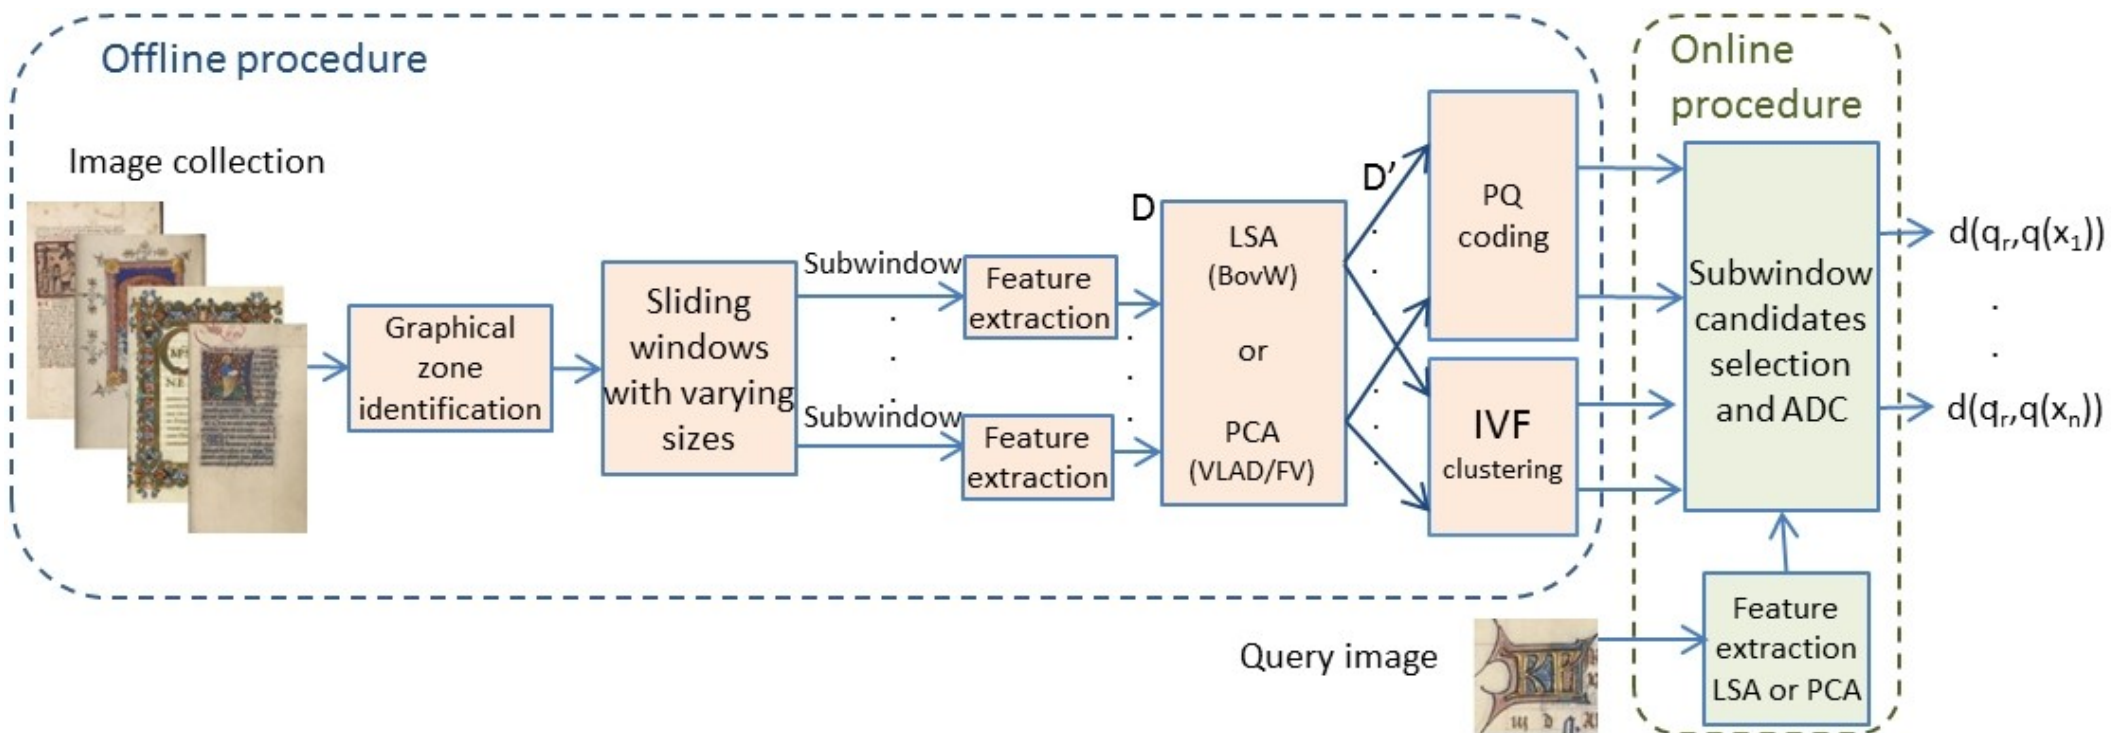 Offline procedure
Image collection
Graphical
zone
identification
Sliding
windows
with varying
sizes
Subwindow
Subwindow
Feature
extraction
Feature
extraction
D
LSA
(BovW)
or
PCA
(VLAD/FV)
D’
PQ
coding
IVF
clustering
Online
procedure
Subwindow
candidates
selection
and ADC
d(qᵣ,q(x₁))
d(qᵣ,q(xₙ))
Query image
Feature
extraction
LSA or PCA